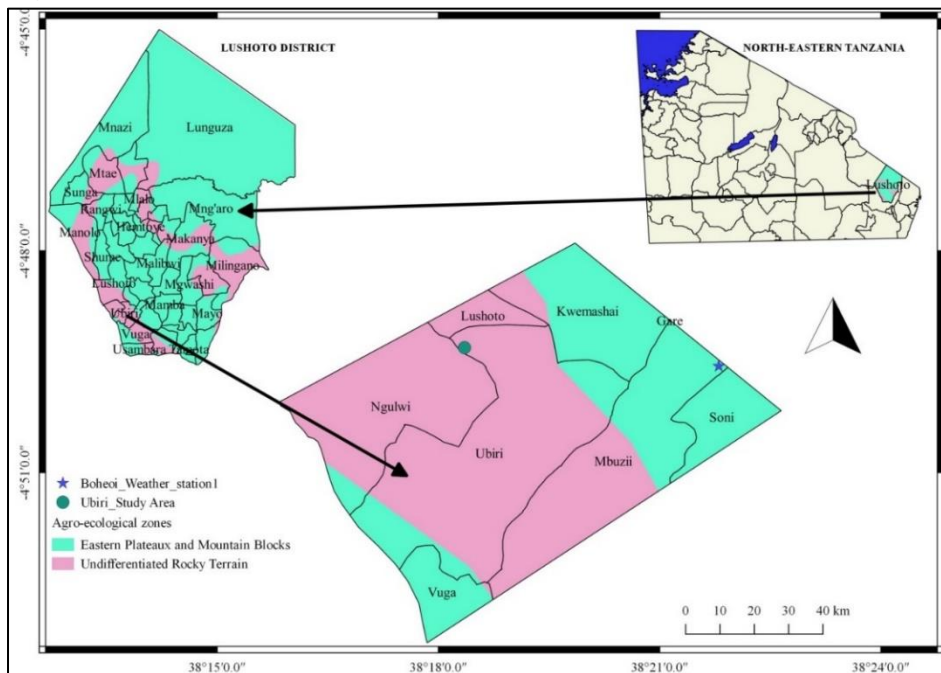 LUSHOTO DISTRICT
NORTH-EASTERN TANZANIA
-4°45'0.0"
-4°48'0.0"
-4°51'0.0"
Mnazi
Lunguza
Mtae
Sunga
Mlalo
Rangwi
Mng'aro
Hemtoye
Manolo
Makanya
Shume
Malibwi
Milingano
Lushoto
Mgwashi
Mamba
Mayo
Ubiri
Vuga
Usambara
Lushoto
Lushoto
Kwemashai
Gare
Ngulwi
Soni
Ubiri
Mbuzii
Vuga
Boheoi_Weather_station1
Ubiri_Study Area
Agro-ecological zones
Eastern Plateaux and Mountain Blocks
Undifferentiated Rocky Terrain
0 10 20 30 40 km
38°15'0.0" 38°18'0.0" 38°21'0.0" 38°24'0.0"